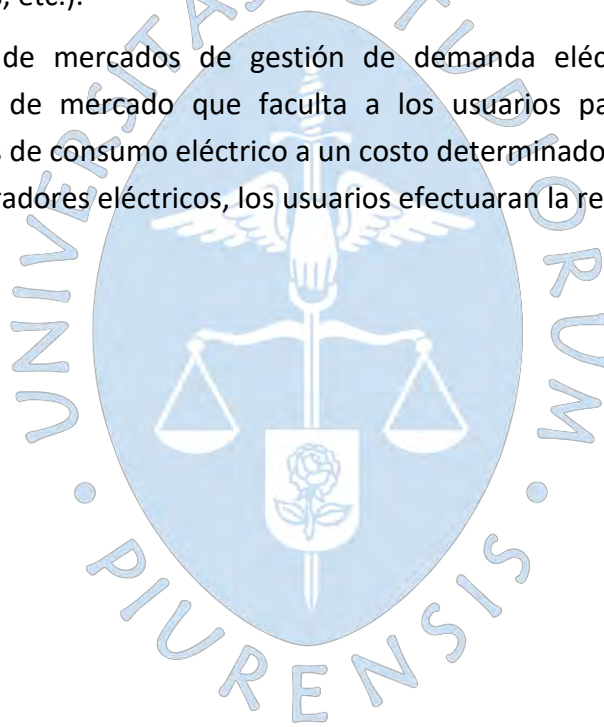 , etc.).
de mercados de gestión de demanda eléc
de mercado que faculta a los usuarios pa
s de consumo eléctrico a un costo determinado
radores eléctricos, los usuarios efectuaran la re
UNIVERSITAS STUDIORUM
• PIURENSIS •